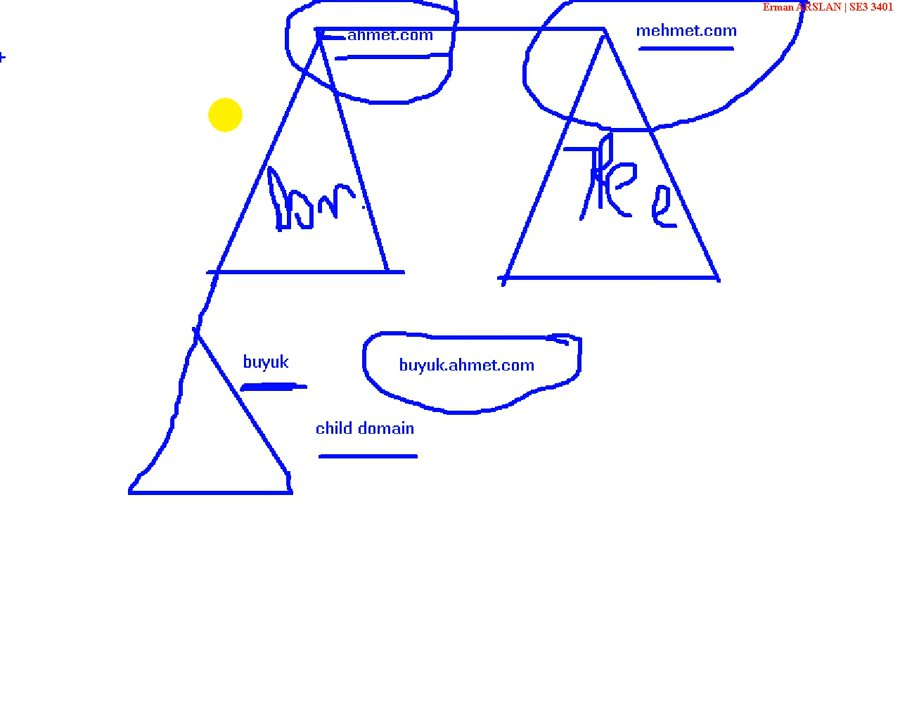 Erman ARSLAN | SE3 3401
ahmet.com
mehmet.com
buyuk
buyuk.ahmet.com
child domain